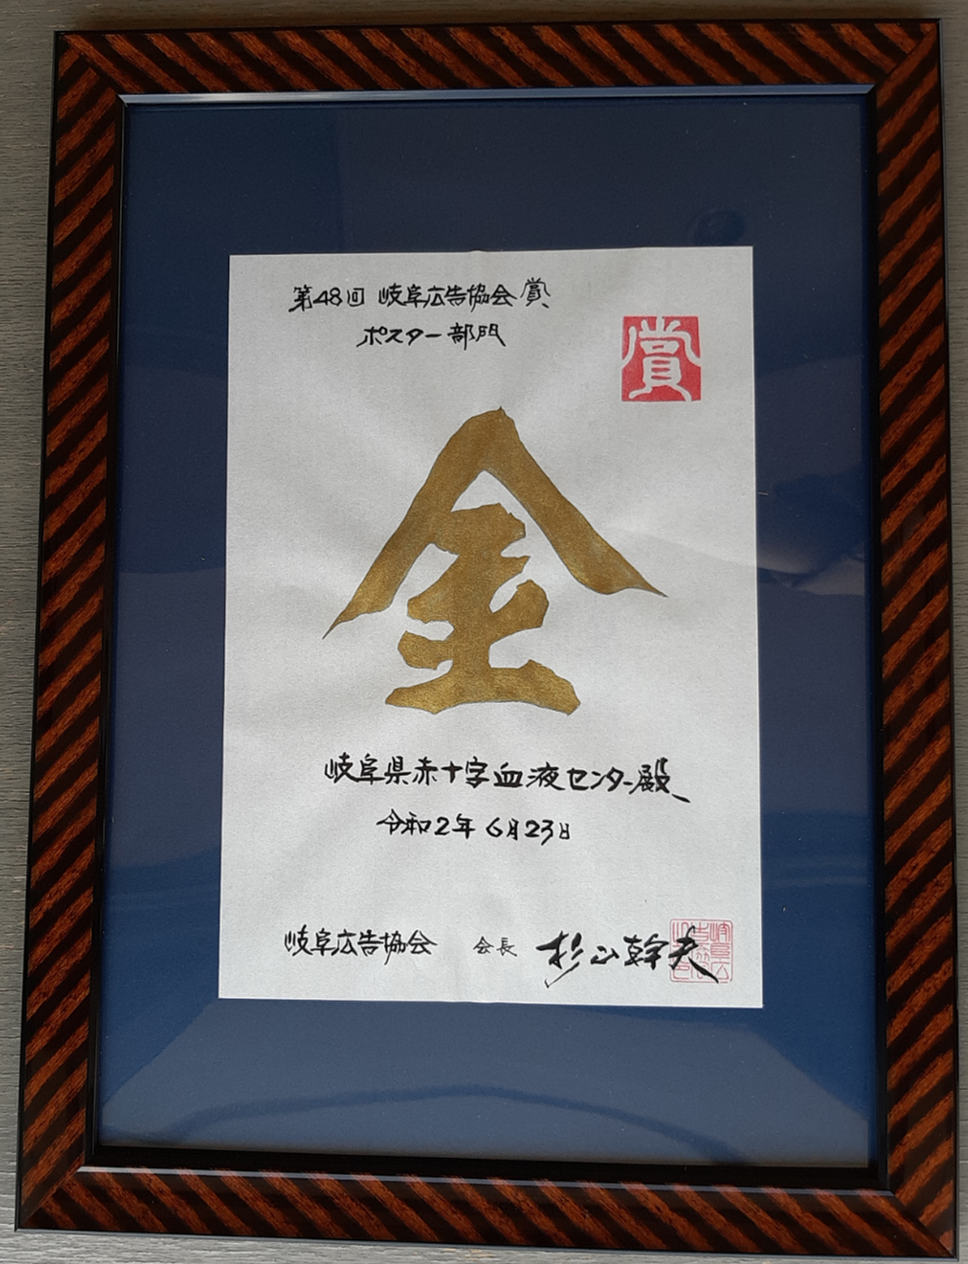 第48回 岐阜広告協会賞
ポスター部門
賞
金
岐阜県赤十字血液センター殿
令和2年6月23日
岐阜広告協会 会長 杉山幹夫